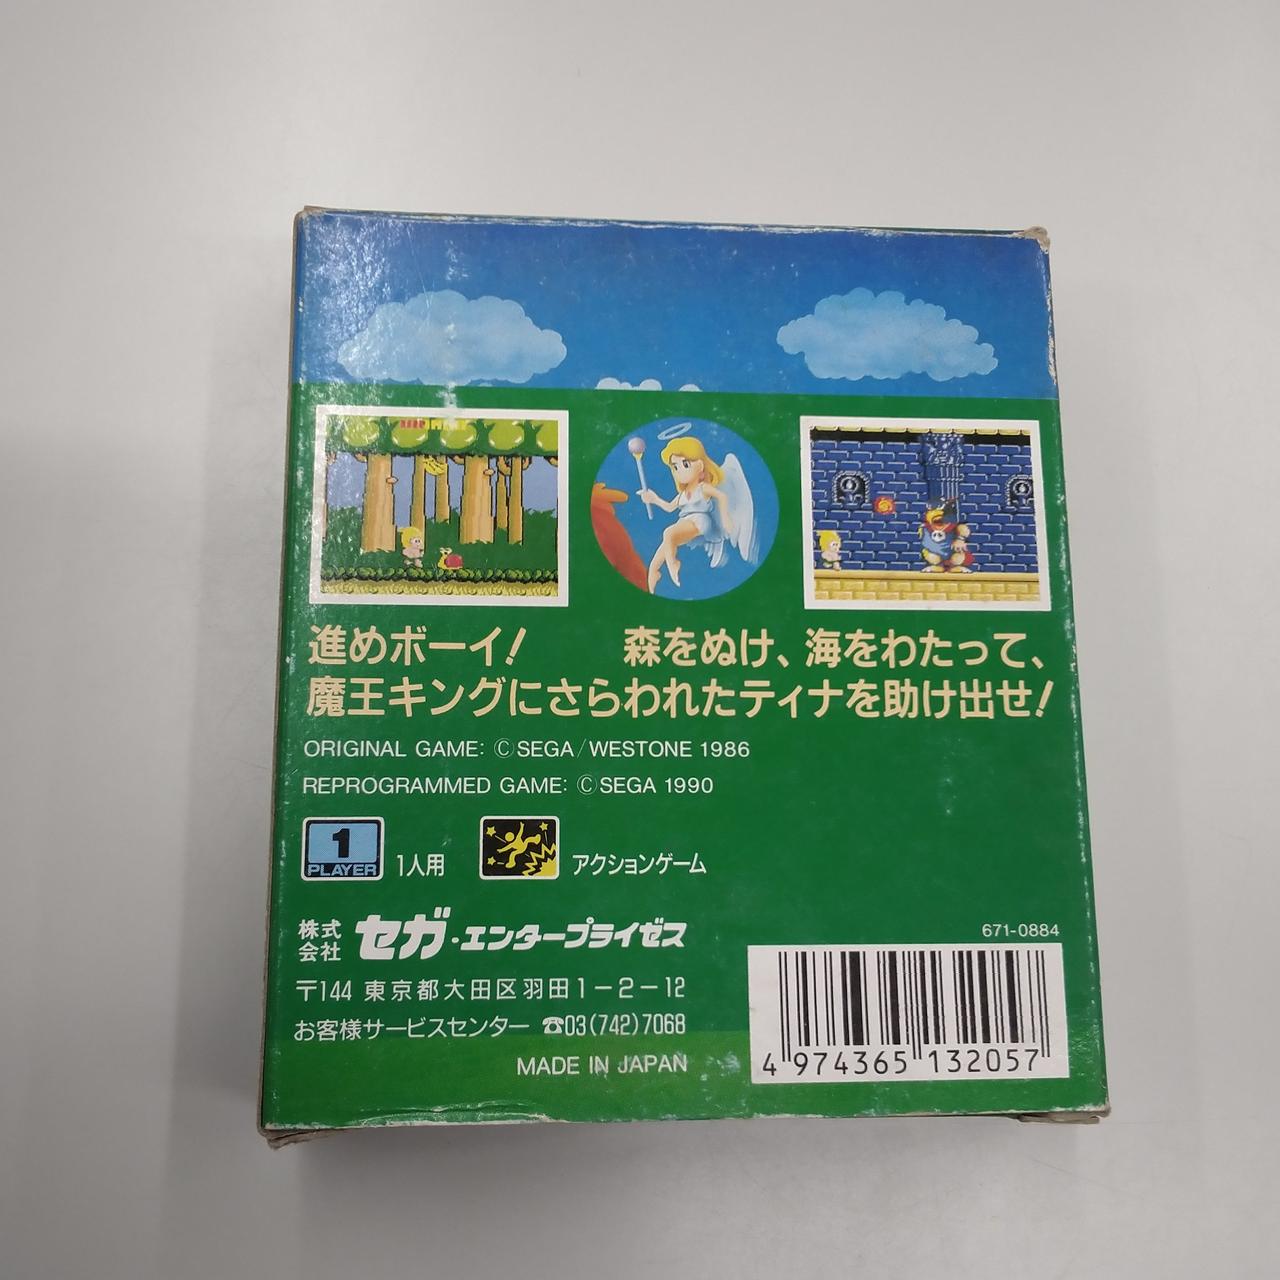 進めボーイ! 森をぬけ、海をわたって、
魔王キングにさらわれたティナを助け出せ!
ORIGINAL GAME: ⒸSEGA/WESTONE 1986
REPROGRAMMED GAME: ⒸSEGA 1990
1
PLAYER
1人用
アクションゲーム
株式会社 セガ・エンタープライゼス
〒144 東京都大田区羽田1-2-12
お客様サービスセンター ☎03(742)7068
MADE IN JAPAN
671-0884
4 974365 132057